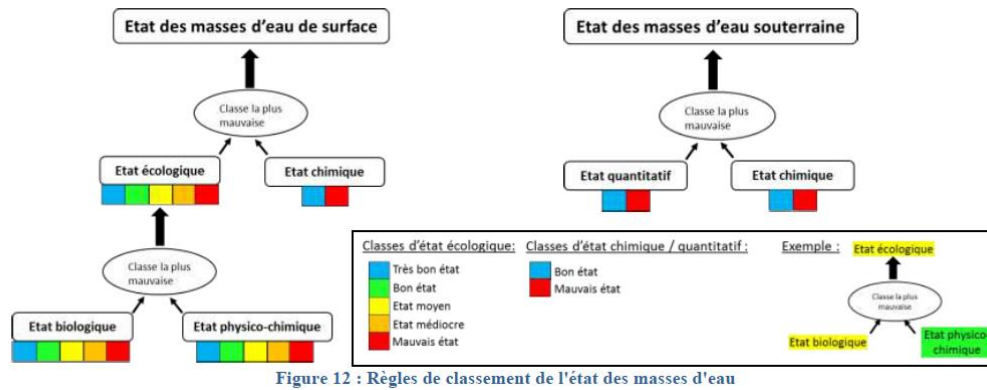 Etat des masses d'eau de surface
Classe la plus
mauvaise
Etat écologique
Etat chimique
Classe la plus
mauvaise
Etat biologique
Etat physico-chimique
Etat des masses d'eau souterraine
Classe la plus
mauvaise
Etat quantitatif
Etat chimique
Classes d'état écologique:
Très bon état
Bon état
Etat moyen
Etat médiocre
Mauvais état
Classes d'état chimique / quantitatif :
Bon état
Mauvais état
Exemple :
Etat écologique
Classe la plus
mauvaise
Etat biologique
Etat physico-
chimique
Figure 12 : Règles de classement de l'état des masses d'eau